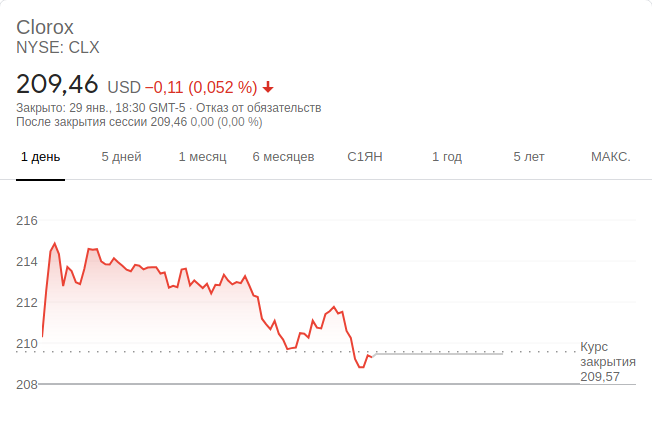 Clorox
NYSE: CLX
209,46 USD −0,11 (0,052 %)
Закрыто: 29 янв., 18:30 GMT-5 · Отказ от обязательств
После закрытия сессии 209,46 0,00 (0,00 %)
1 день 5 дней 1 месяц 6 месяцев С1ЯН 1 год 5 лет МАКС.
216
214
212
210
208
Курс
закрытия
209,57